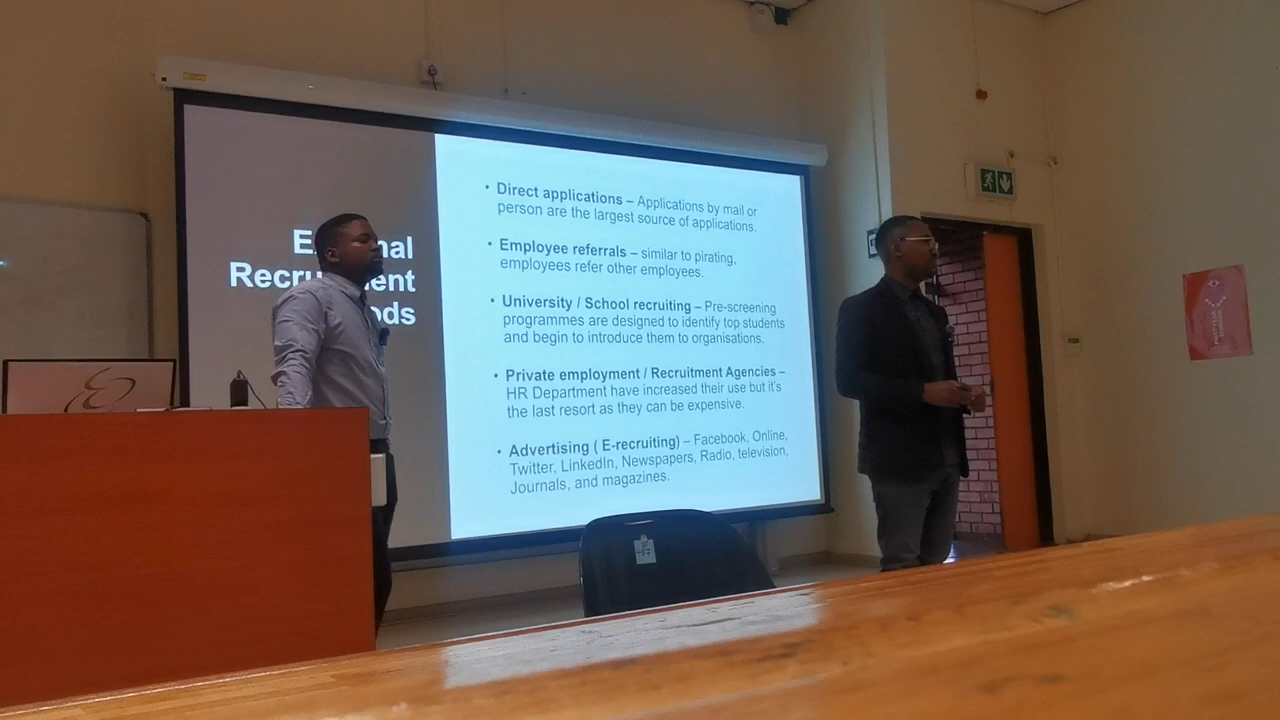 Recru ent
ods
• Direct applications – Applications by mail or
person are the largest source of applications.
• Employee referrals – similar to pirating,
employees refer other employees.
• University / School recruiting – Pre-screening
programmes are designed to identify top students
and begin to introduce them to organisations.
• Private employment / Recruitment Agencies –
HR Department have increased their use but it's
the last resort as they can be expensive.
• Advertising ( E-recruiting) – Facebook, Online,
Twitter, LinkedIn, Newspapers, Radio, television,
Journals, and magazines.